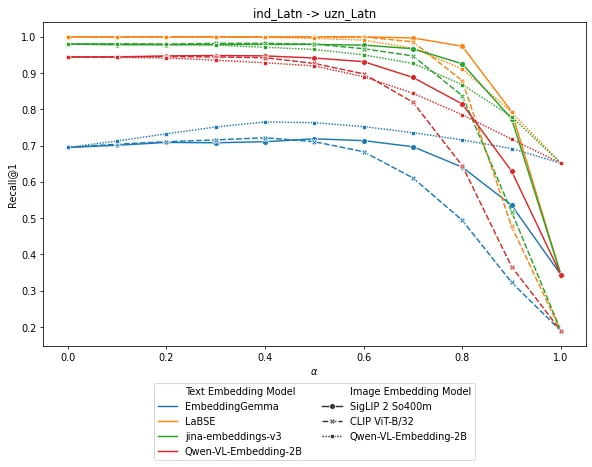 ind_Latn -> uzn_Latn
1.0
0.9
0.8
0.7
0.6
0.5
0.4
0.3
0.2
Recall@1
0.0 0.2 0.4 0.6 0.8 1.0
α
Text Embedding Model Image Embedding Model
EmbeddingGemma SigLIP 2 So400m
LaBSE CLIP ViT-B/32
jina-embeddings-v3 Qwen-VL-Embedding-2B
Qwen-VL-Embedding-2B